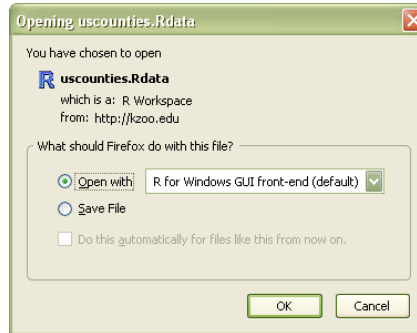 Opening uscounties.Rdata
You have chosen to open
uscounties.Rdata
which is a: R Workspace
from: http://kzoo.edu
What should Firefox do with this file?
Open with R for Windows GUI front-end (default)
Save File
Do this automatically for files like this from now on.
OK Cancel